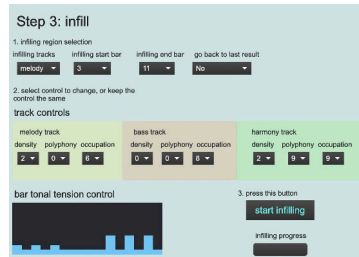 Step 3: infill
1. infilling region selection
infilling tracks infilling start bar infilling end bar go back to last result
melody 3 11 No
2. select control to change, or keep the
control the same
track controls
melody track bass track harmony track
density polyphony occupation density polyphony occupation density polyphony occupation
2 0 6 0 0 8 2 9 9
bar tonal tension control 3. press this button
start infilling
infilling progress